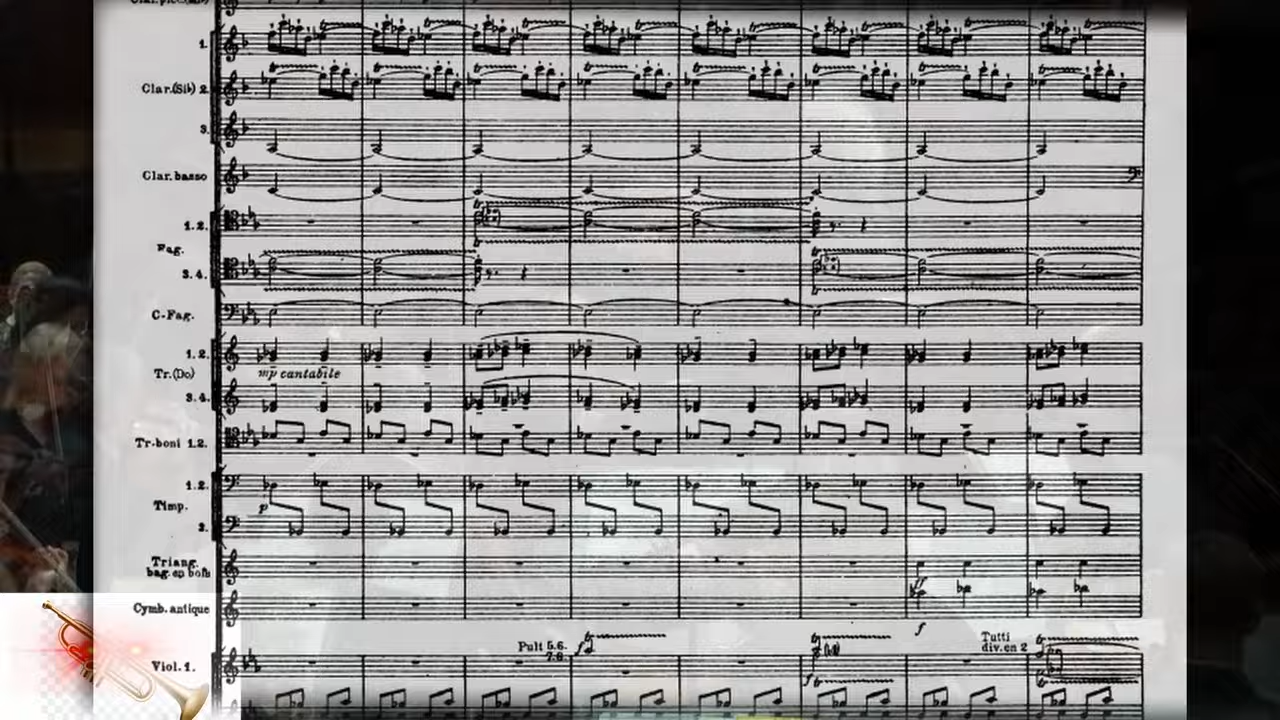 1.
Clar.(Sib) 2.
3.
Clar. basso
1.2.
Fag.
3.4.
C-Fag.
1.2.
Tr.(Do)
mp cantabile
3.4.
Tr-boni 1.2.
1.2.
Timp.
p
2.
Triang.
ff
Cymb. antique
f
Pult 5.6.
7.8.
f
Tutti
div. en 2
Viol. 1.
f